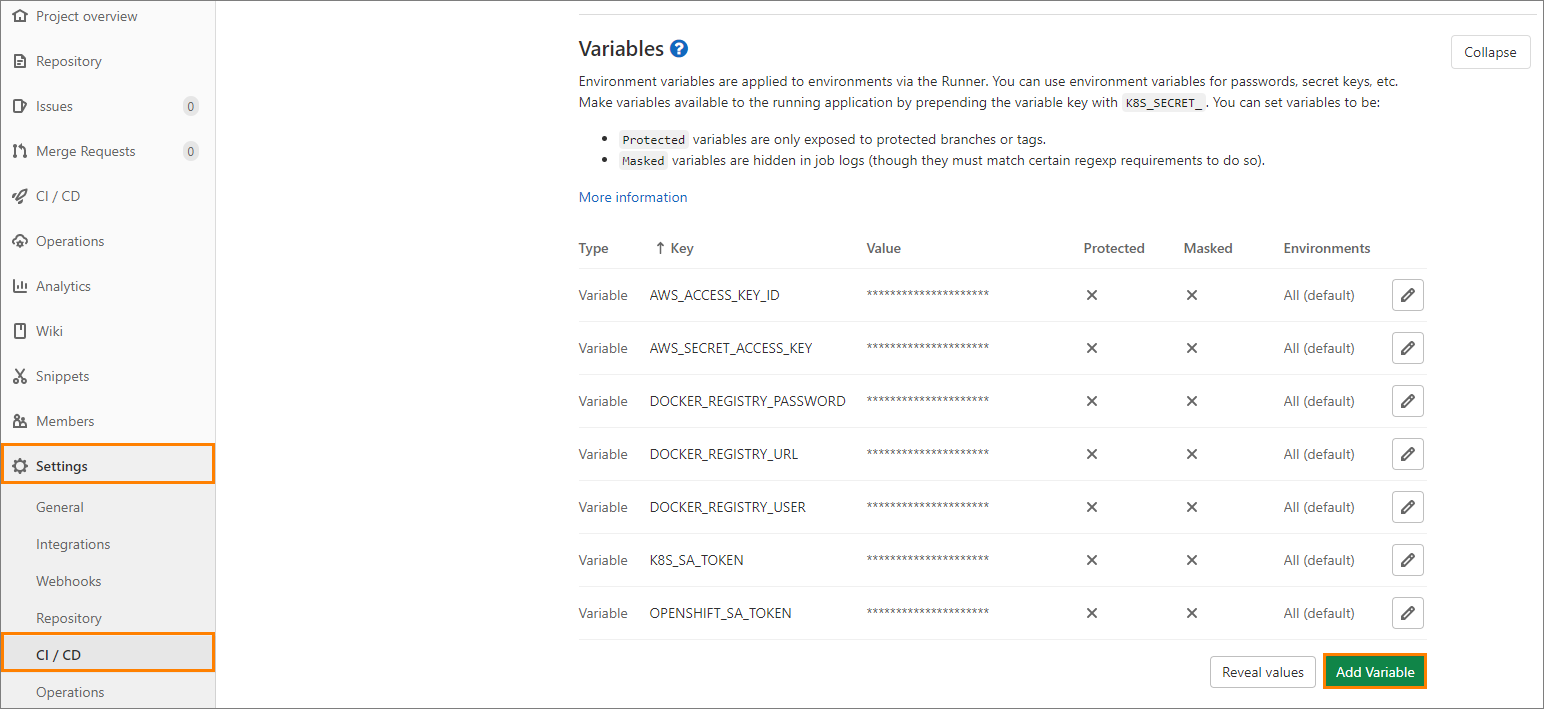 Project overview
Repository
Issues 0
Merge Requests 0
CI / CD
Operations
Analytics
Wiki
Snippets
Members
Settings
General
Integrations
Webhooks
Repository
CI / CD
Operations
Variables ?
Collapse
Environment variables are applied to environments via the Runner. You can use environment variables for passwords, secret keys, etc.
Make variables available to the running application by prepending the variable key with K8S_SECRET_ . You can set variables to be:
• Protected variables are only exposed to protected branches or tags.
• Masked variables are hidden in job logs (though they must match certain regexp requirements to do so).
More information
Type ↑ Key Value Protected Masked Environments
Variable AWS_ACCESS_KEY_ID ********************* ✕ ✕ All (default)
Variable AWS_SECRET_ACCESS_KEY ********************* ✕ ✕ All (default)
Variable DOCKER_REGISTRY_PASSWORD ********************* ✕ ✕ All (default)
Variable DOCKER_REGISTRY_URL ********************* ✕ ✕ All (default)
Variable DOCKER_REGISTRY_USER ********************* ✕ ✕ All (default)
Variable K8S_SA_TOKEN ********************* ✕ ✕ All (default)
Variable OPENSHIFT_SA_TOKEN ********************* ✕ ✕ All (default)
Reveal values Add Variable